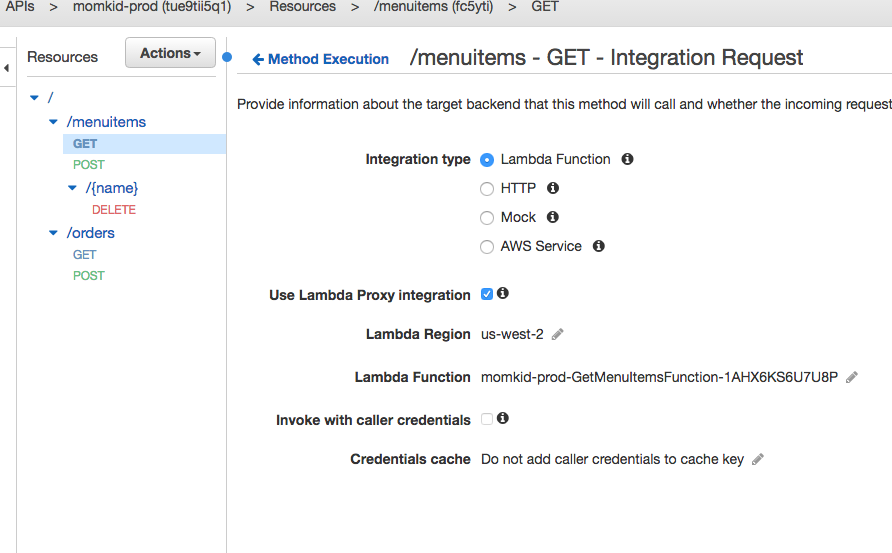 APIs > momkid-prod (tue9tii5q1) > Resources > /menuitems (fc5yti) > GET
Resources
Actions
Method Execution /menuitems - GET - Integration Request
Provide information about the target backend that this method will call and whether the incoming request
/
/menuitems
GET
POST
/{name}
DELETE
/orders
GET
POST
Integration type Lambda Function
HTTP
Mock
AWS Service
Use Lambda Proxy integration
Lambda Region us-west-2
Lambda Function momkid-prod-GetMenuItemsFunction-1AHX6KS6U7U8P
Invoke with caller credentials
Credentials cache Do not add caller credentials to cache key